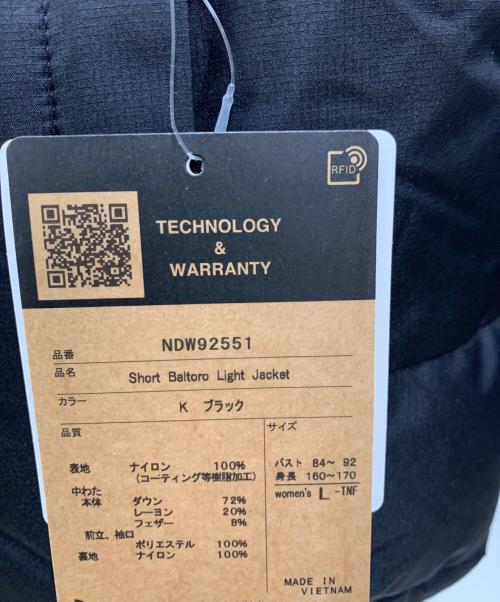 RFID
TECHNOLOGY
&
WARRANTY
品番 NDW92551
品名 Short Baltoro Light Jacket
カラー K ブラック
品質
表地 ナイロン 100%
(コーティング等樹脂加工)
中わた
本体 ダウン 72%
レーヨン 20%
フェザー 8%
前立、袖口
ポリエステル 100%
裏地 ナイロン 100%
サイズ
バスト 84〜 92
身長 160〜170
women's L -TNF
MADE IN
VIETNAM